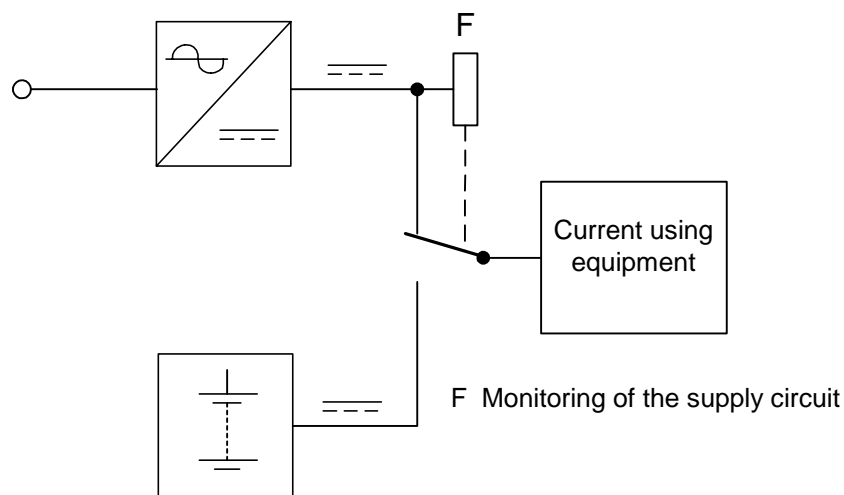 F
Current using
equipment
F Monitoring of the supply circuit